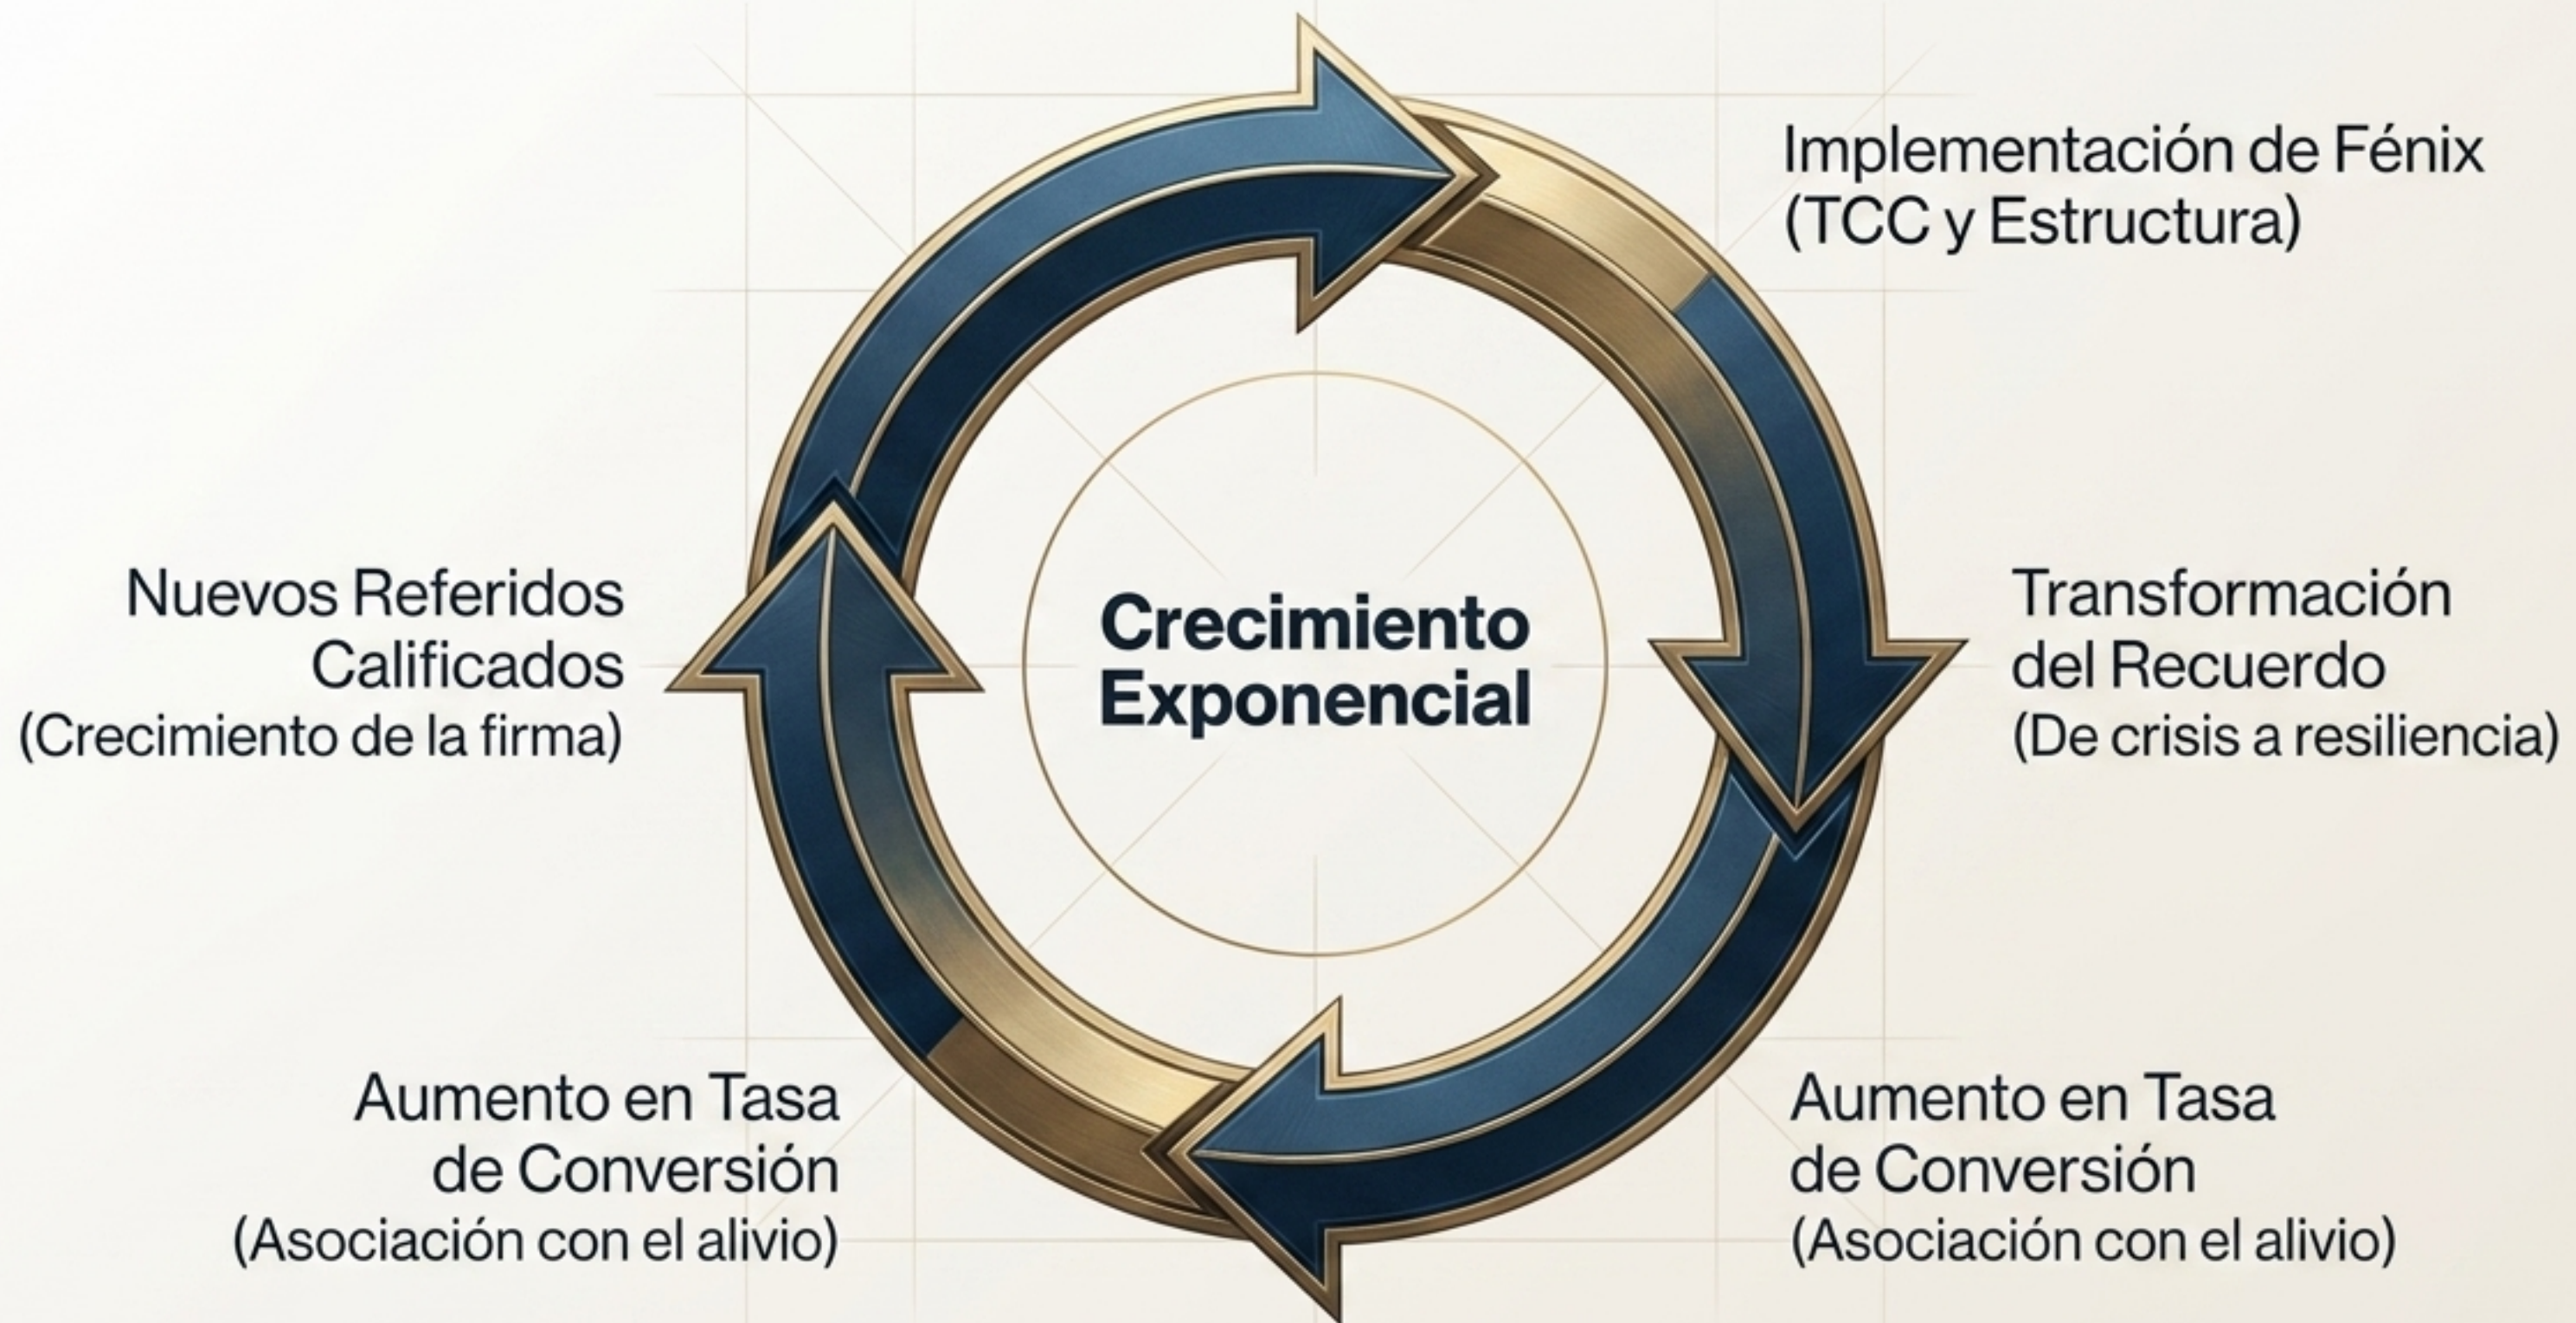 Implementación de Fénix
(TCC y Estructura)
Transformación
del Recuerdo
(De crisis a resiliencia)
Aumento en Tasa
de Conversión
(Asociación con el alivio)
Aumento en Tasa
de Conversión
(Asociación con el alivio)
Nuevos Referidos
Calificados
(Crecimiento de la firma)
Crecimiento
Exponencial